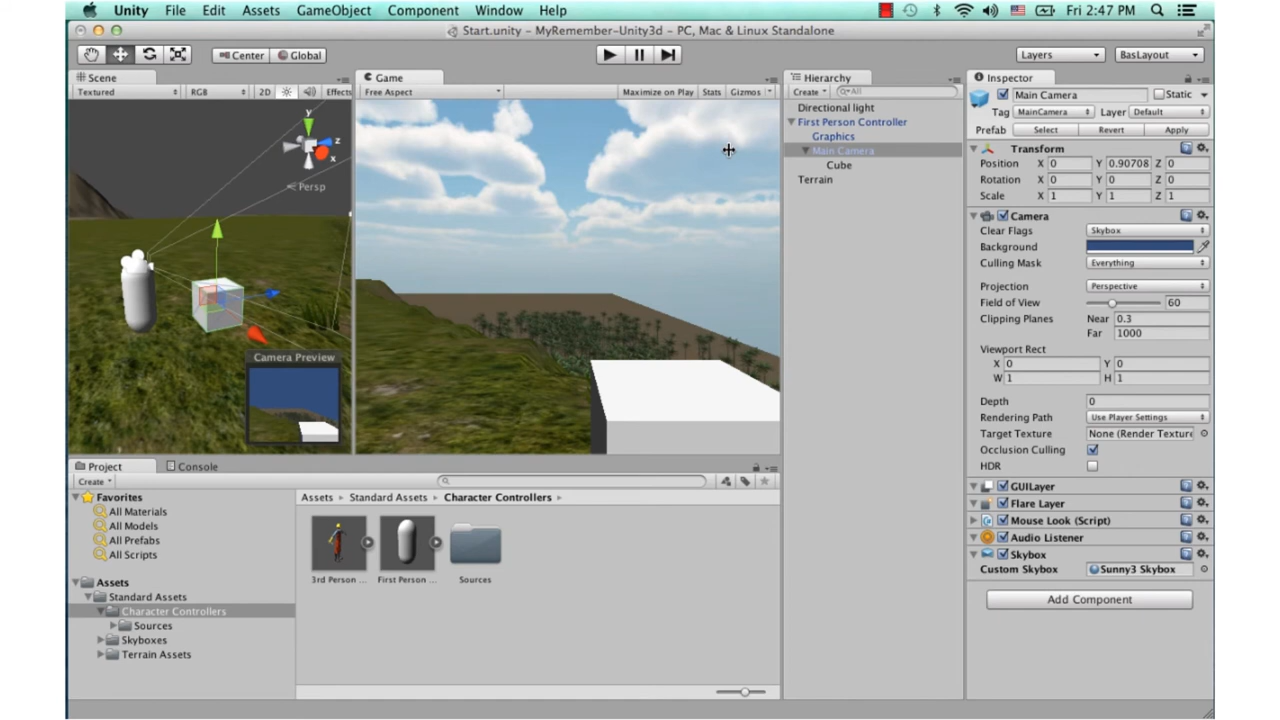 Unity File Edit Assets GameObject Component Window Help Fri 2:47 PM
Start.unity – MyRemember-Unity3d – PC, Mac & Linux Standalone
Center Global Layers BasLayout
Scene
Textured RGB 2D Effects
y
z
x
Persp
Camera Preview
Game
Free Aspect Maximize on Play Stats Gizmos
Hierarchy
Create All
Directional light
First Person Controller
Graphics
Main Camera
Cube
Terrain
Inspector
Main Camera Static
Tag MainCamera Layer Default
Prefab Select Revert Apply
Transform
Position X 0 Y 0.90708 Z 0
Rotation X 0 Y 0 Z 0
Scale X 1 Y 1 Z 1
Camera
Clear Flags Skybox
Background
Culling Mask Everything
Projection Perspective
Field of View 60
Clipping Planes Near 0.3
Far 1000
Viewport Rect
X 0 Y 0
W 1 H 1
Depth 0
Rendering Path Use Player Settings
Target Texture None (Render Texture
Occlusion Culling
HDR
GUILayer
Flare Layer
Mouse Look (Script)
Audio Listener
Skybox
Custom Skybox Sunny3 Skybox
Add Component
Project Console
Create
Favorites
All Materials
All Models
All Prefabs
All Scripts
Assets
Standard Assets
Character Controllers
Sources
Skyboxes
Terrain Assets
Assets Standard Assets Character Controllers
3rd Person ... First Person ... Sources